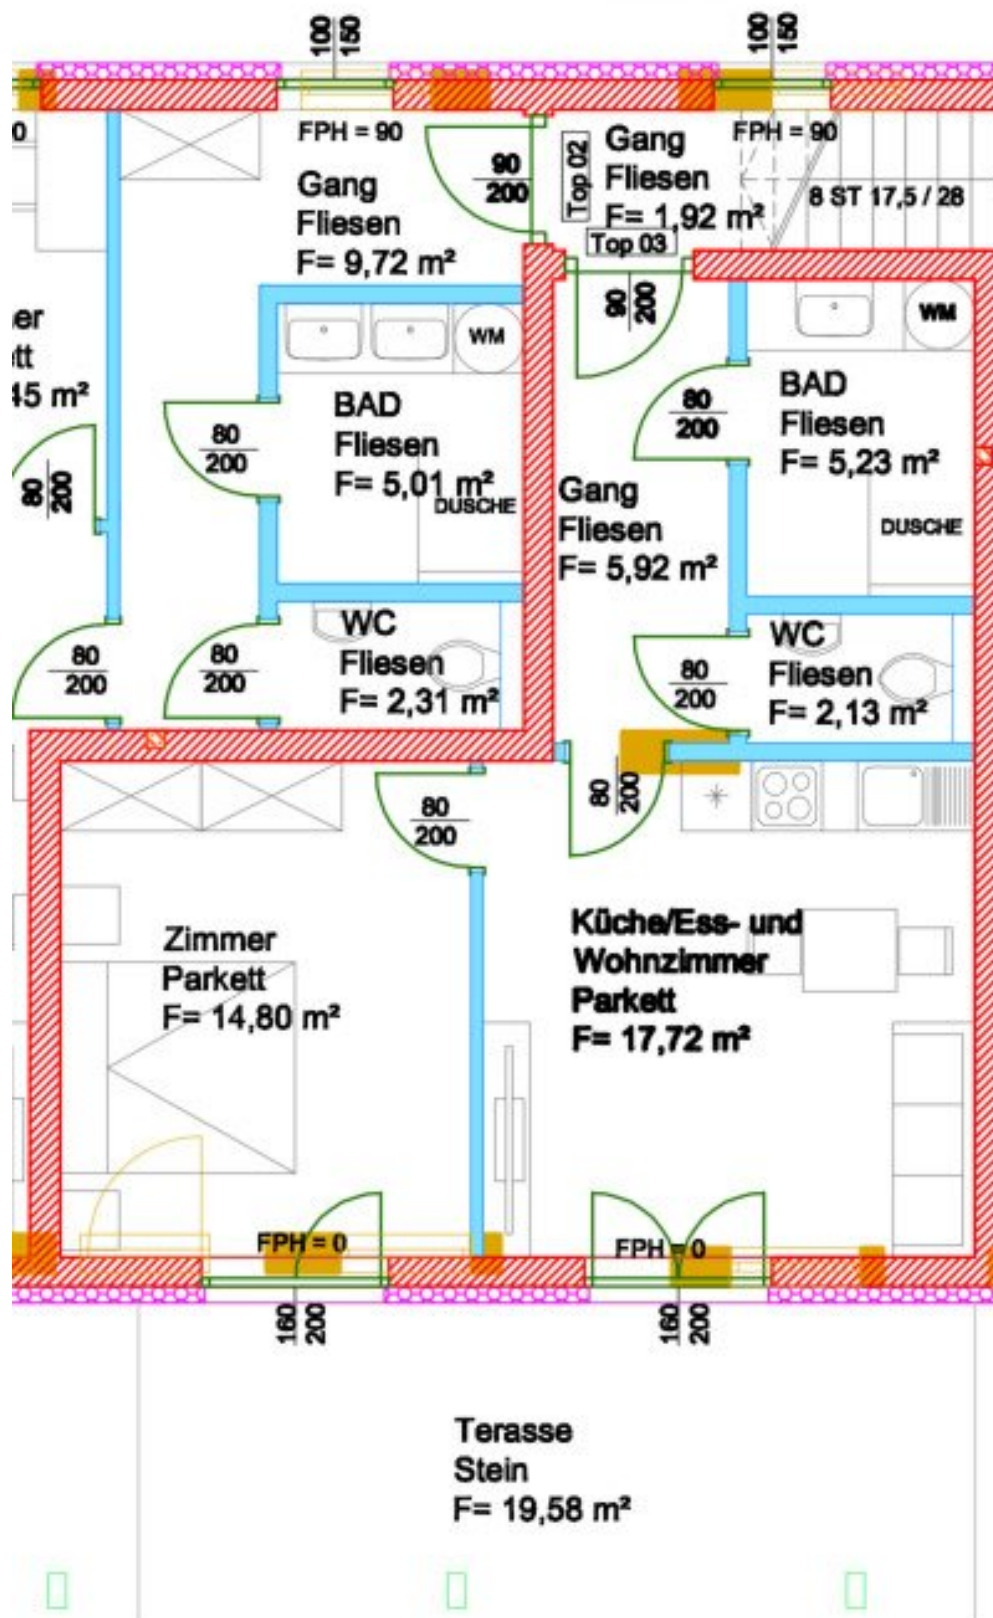 100
150
100
150
FPH = 90
FPH = 90
Gang
Fliesen
F= 9,72 m²
90
200
Top 02
Gang
Fliesen
F= 1,92 m²
Top 03
8 ST 17,5 / 28
90
200
er
tt
45 m²
WM
WM
BAD
Fliesen
F= 5,01 m²
DUSCHE
BAD
Fliesen
F= 5,23 m²
DUSCHE
80
200
80
200
80
200
Gang
Fliesen
F= 5,92 m²
WC
Fliesen
F= 2,31 m²
WC
Fliesen
F= 2,13 m²
80
200
80
200
80
200
80
200
80
200
Zimmer
Parkett
F= 14,80 m²
Küche/Ess- und
Wohnzimmer
Parkett
F= 17,72 m²
FPH = 0
FPH = 0
160
200
160
200
Terasse
Stein
F= 19,58 m²